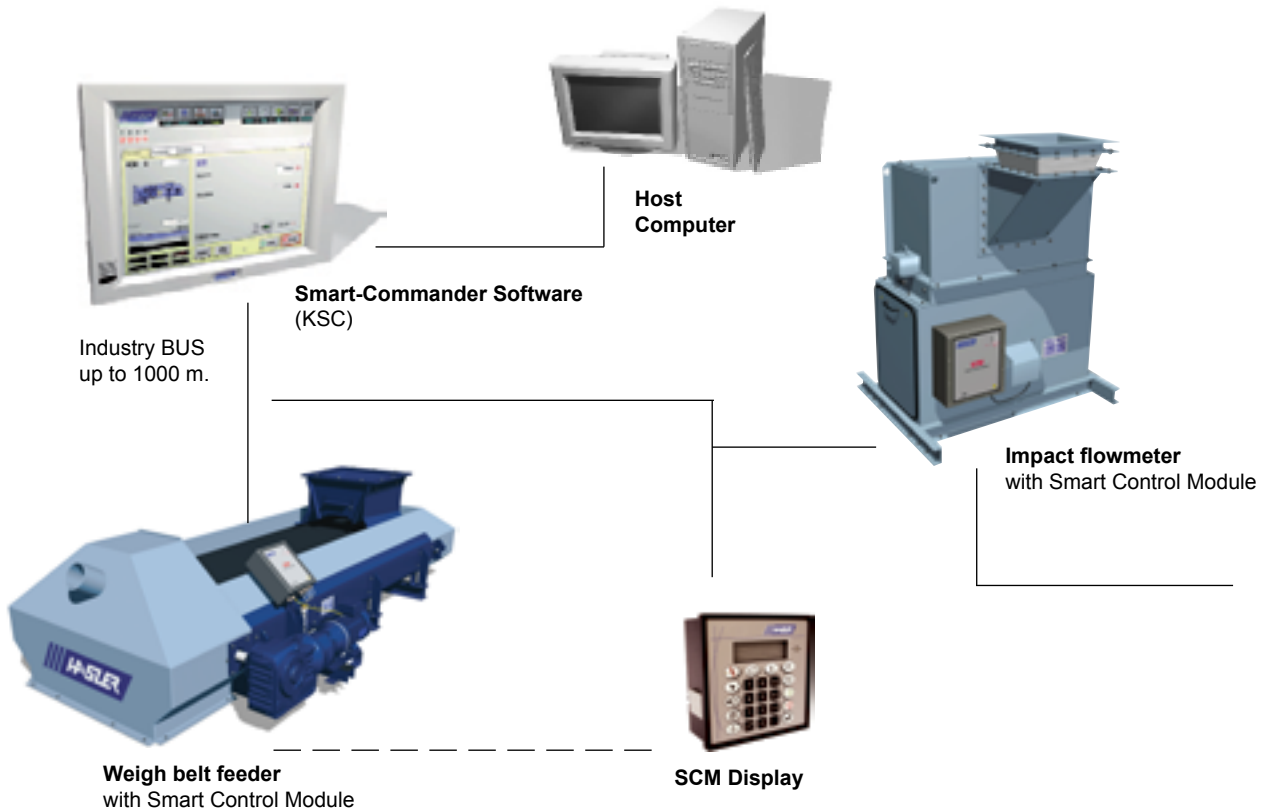 Host
Computer
Smart-Commander Software
(KSC)
Industry BUS
up to 1000 m.
Impact flowmeter
with Smart Control Module
HASLER
SCM Display
Weigh belt feeder
with Smart Control Module